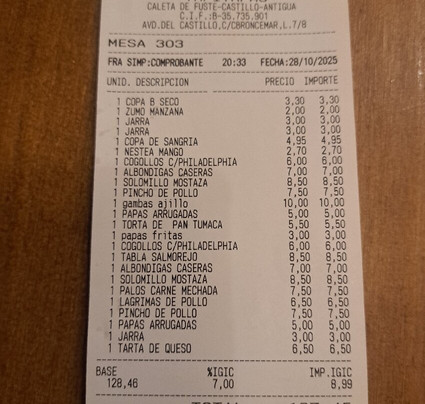 CALETA DE FUSTE-CASTILLO-ANTIGUA
C.I.F.:B-35.735.901
AVD.DEL CASTILLO,C/CBRONCEMAR,L.7/8
MESA 303
FRA SIMP:COMPROBANTE 20:33 FECHA:28/10/2025
UNID. DESCRIPCION PRECIO IMPORTE
1 COPA B SECO 3,30 3,30
1 ZUMO MANZANA 2,00 2,00
1 JARRA 3,00 3,00
1 JARRA 3,00 3,00
1 COPA DE SANGRIA 4,95 4,95
1 NESTEA MANGO 2,70 2,70
1 COGOLLOS C/PHILADELPHIA 6,00 6,00
1 ALBONDIGAS CASERAS 7,00 7,00
1 SOLOMILLO MOSTAZA 8,50 8,50
1 PINCHO DE POLLO 7,50 7,50
1 gambas ajillo 10,00 10,00
1 PAPAS ARRUGADAS 5,00 5,00
1 TORTA DE PAN TUMACA 5,50 5,50
1 papas fritas 3,00 3,00
1 COGOLLOS C/PHILADELPHIA 6,00 6,00
1 TABLA SALMOREJO 8,50 8,50
1 ALBONDIGAS CASERAS 7,00 7,00
1 SOLOMILLO MOSTAZA 8,50 8,50
1 PALOS CARNE MECHADA 7,50 7,50
1 LAGRIMAS DE POLLO 6,50 6,50
1 PINCHO DE POLLO 7,50 7,50
1 PAPAS ARRUGADAS 5,00 5,00
1 JARRA 3,00 3,00
1 TARTA DE QUESO 6,50 6,50
BASE %IGIC IMP.IGIC
128,46 7,00 8,99